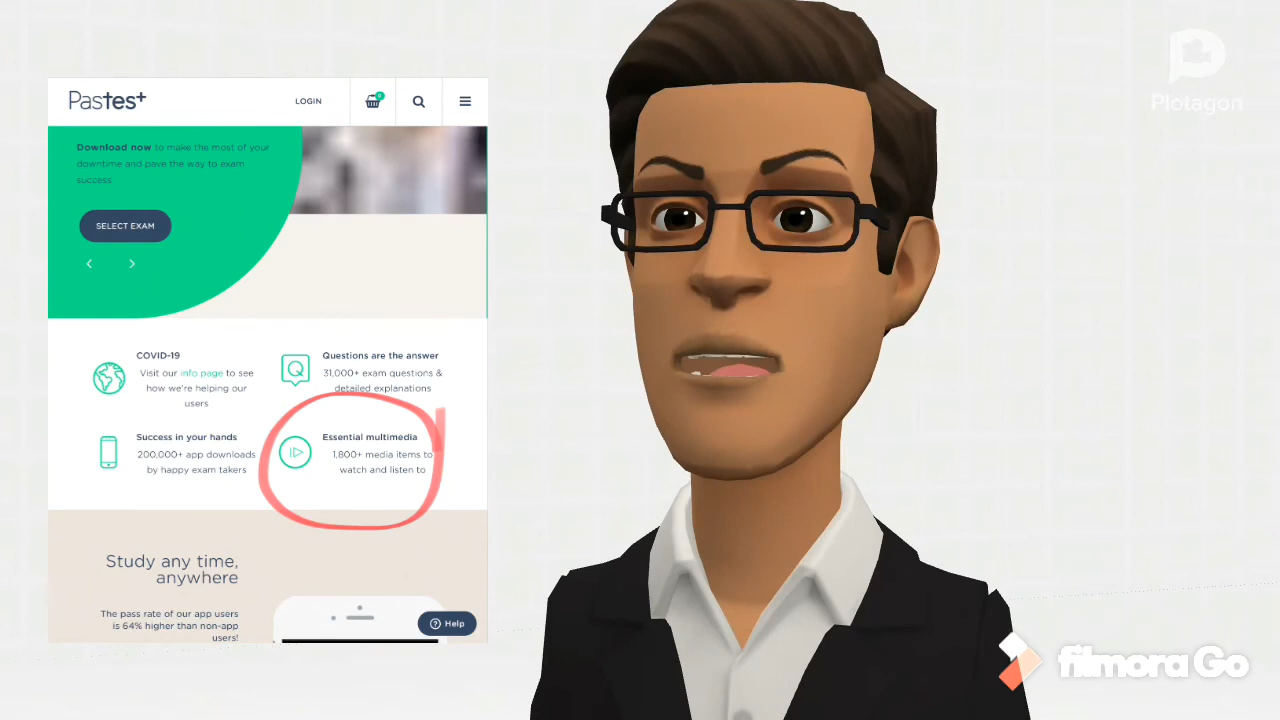 Pastest
LOGIN
0
Download now to make the most of your
downtime and pave the way to exam
success
SELECT EXAM
COVID-19
Visit our info page to see
how we're helping our
users
Questions are the answer
31,000+ exam questions &
detailed explanations
Success in your hands
200,000+ app downloads
by happy exam takers
Essential multimedia
1,800+ media items to
watch and listen to
Study any time,
anywhere
The pass rate of our app users
is 64% higher than non-app
users!
Help
Plotagon
filmora Go